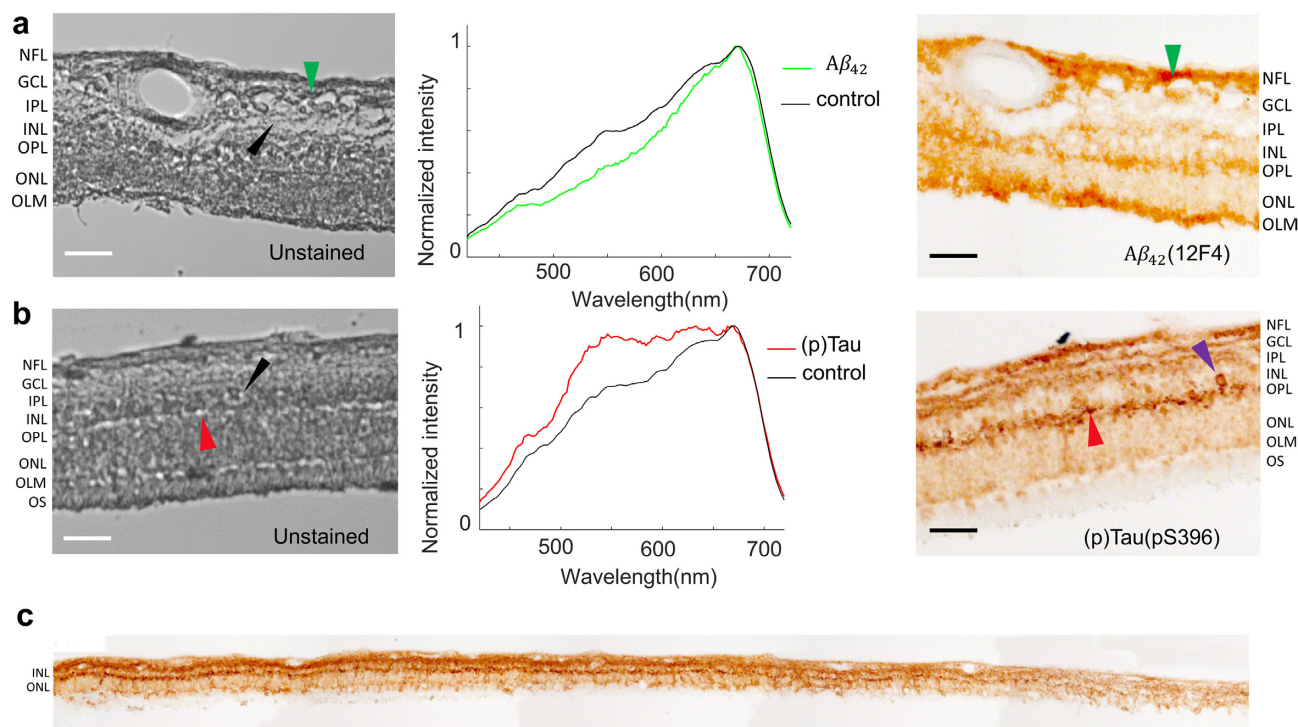 a
NFL
GCL
IPL
INL
OPL
ONL
OLM
Unstained
Normalized intensity
1
0
500
600
700
Wavelength(nm)
Aβ₄₂
control
NFL
GCL
IPL
INL
OPL
ONL
OLM
Aβ₄₂(12F4)
b
NFL
GCL
IPL
INL
OPL
ONL
OLM
OS
Unstained
Normalized intensity
1
0
500
600
700
Wavelength(nm)
(p)Tau
control
NFL
GCL
IPL
INL
OPL
ONL
OLM
OS
(p)Tau(pS396)
c
INL
ONL